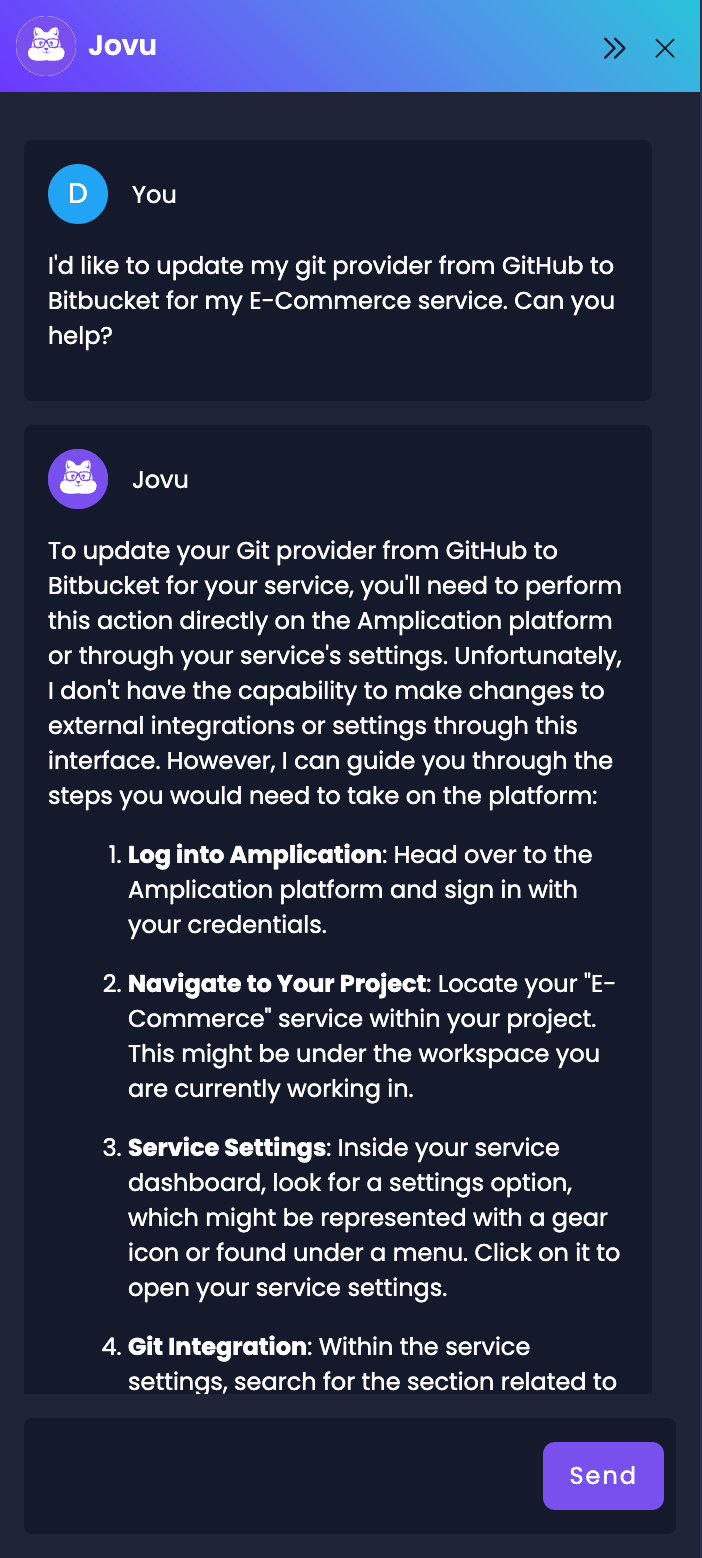 Jovu
D
You
I'd like to update my git provider from GitHub to
Bitbucket for my E-Commerce service. Can you
help?
Jovu
To update your Git provider from GitHub to
Bitbucket for your service, you'll need to perform
this action directly on the Amplication platform
or through your service's settings. Unfortunately,
I don't have the capability to make changes to
external integrations or settings through this
interface. However, I can guide you through the
steps you would need to take on the platform:
1. Log into Amplication: Head over to the
Amplication platform and sign in with
your credentials.
2. Navigate to Your Project: Locate your "E-
Commerce" service within your project.
This might be under the workspace you
are currently working in.
3. Service Settings: Inside your service
dashboard, look for a settings option,
which might be represented with a gear
icon or found under a menu. Click on it to
open your service settings.
4. Git Integration: Within the service
settings, search for the section related to
Send